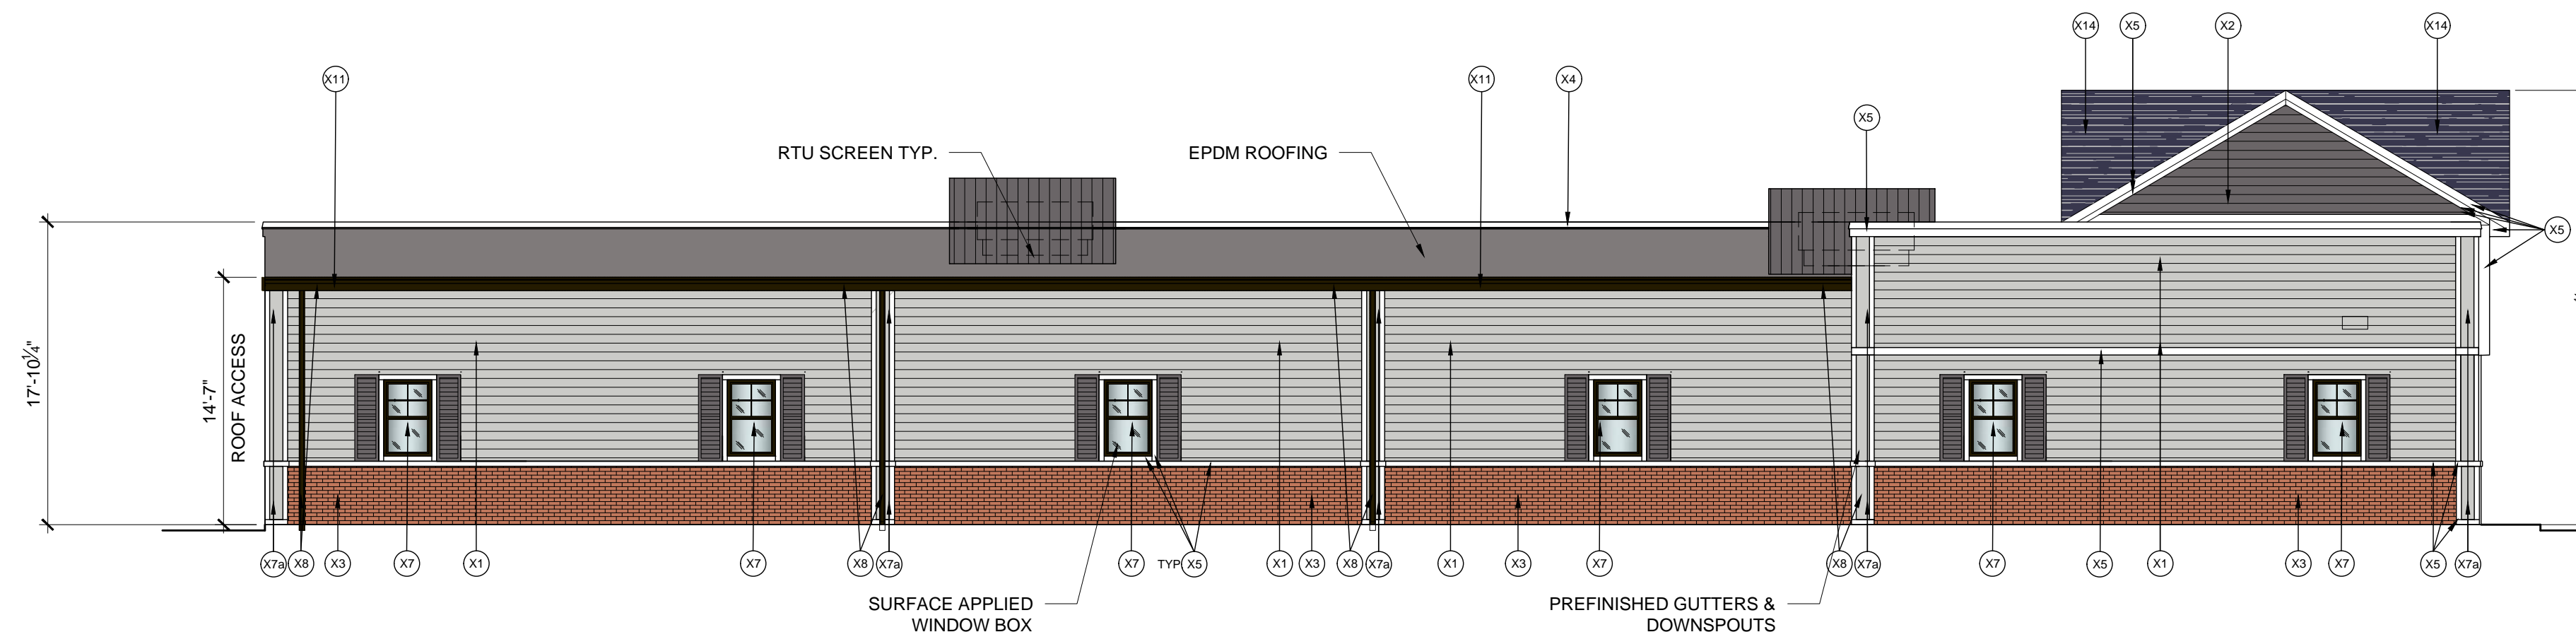 X14
X5
X2
X14
X11
X11
X4
X5
RTU SCREEN TYP.
EPDM ROOFING
X5
17'-10¼"
14'-7"
ROOF ACCESS
X7a
X8
X3
X7
X1
X7
X8
X7a
X7
TYP
X5
X1
X3
X8
X7a
X1
X3
X7
X8
X7a
X7
X5
X1
X3
X7
X5
X7a
SURFACE APPLIED
WINDOW BOX
PREFINISHED GUTTERS &
DOWNSPOUTS